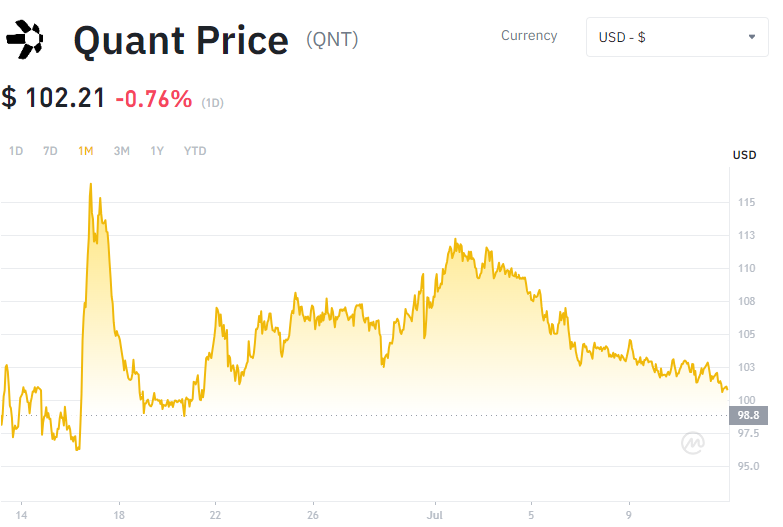 Quant Price (QNT)
Currency
USD - $
$ 102.21 -0.76% (1D)
1D 7D 1M 3M 1Y YTD
USD
115
113
110
108
105
103
100
98.8
97.5
95.0
14 18 22 26 Jul 5 9